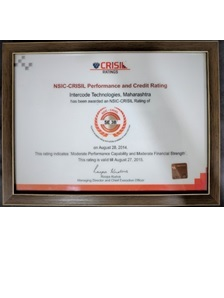 CRISIL
RATINGS
NSIC-CRISIL Performance and Credit Rating
Intercode Technologies, Maharashtra
has been awarded an NSIC-CRISIL Rating of
on August 28, 2014
This rating indicates 'Moderate Performance Capability and Moderate Financial Strength'
This rating is valid till August 27, 2015
Managing Director and Chief Executive Officer